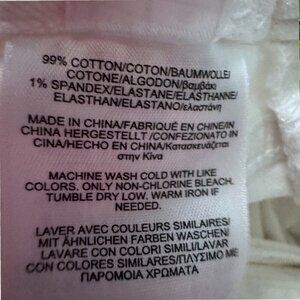 99% COTTON/COTON/BAUMWOLLE/
COTONE/ALGODON/βαμβάκι
1% SPANDEX/ELASTANE/ELASTHANNE/
ELASTHAN/ELASTANO/ελαστάνη
MADE IN CHINA/FABRIQUÉ EN CHINE/IN
CHINA HERGESTELLT/CONFEZIONATO IN
CINA/HECHO EN CHINA/Κατασκευάζεται
στην Κίνα
MACHINE WASH COLD WITH LIKE
COLORS. ONLY NON-CHLORINE BLEACH.
TUMBLE DRY LOW. WARM IRON IF
NEEDED.
LAVER AVEC COULEURS SIMILAIRES/
MIT ÄHNLICHEN FARBEN WASCHEN/
LAVARE CON COLORI SIMILI/LAVAR
CON COLORES SIMILARES/ΠΛΥΣΙΜΟ ΜΕ
ΠΑΡΟΜΟΙΑ ΧΡΩΜΑΤΑ